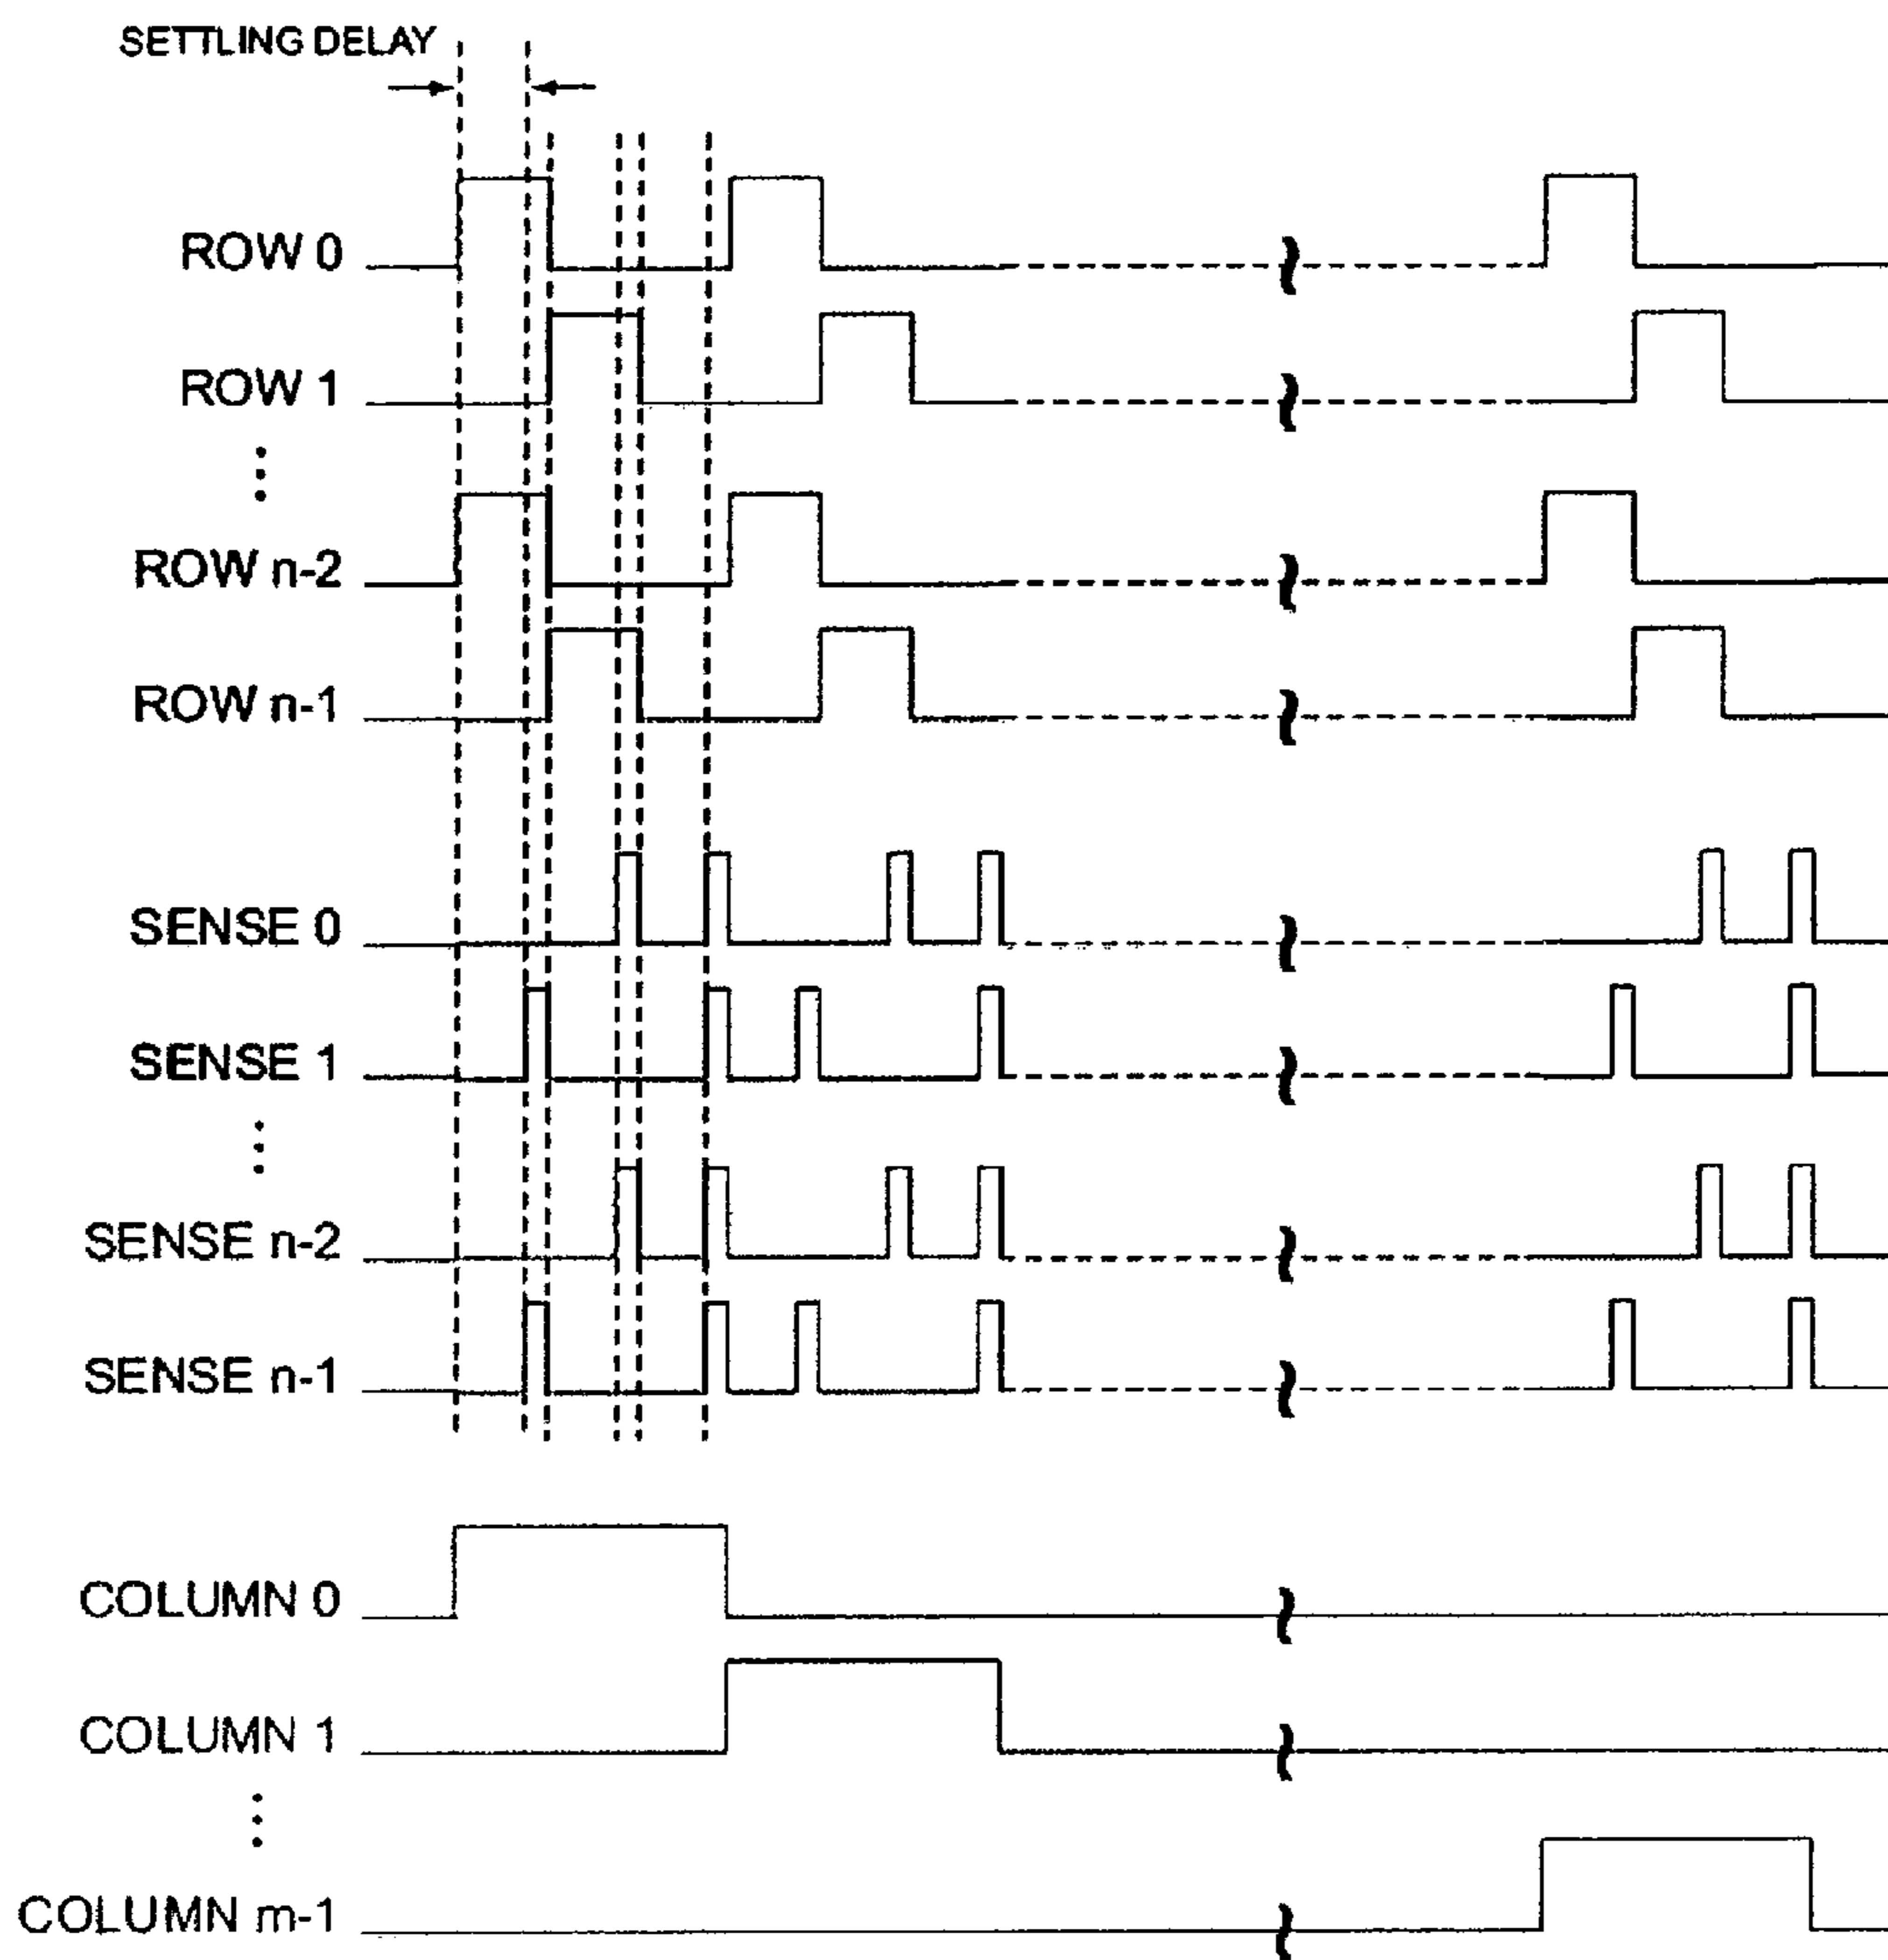 SETTLING DELAY
ROW 0
ROW 1
ROW n-2
ROW n-1
SENSE 0
SENSE 1
SENSE n-2
SENSE n-1
COLUMN 0
COLUMN 1
COLUMN m-1